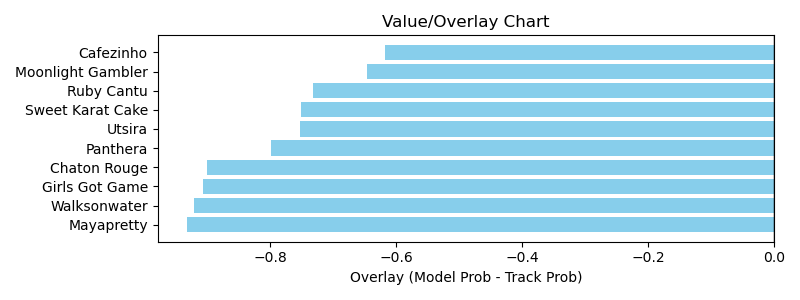 Value/Overlay Chart
Cafezinho
Moonlight Gambler
Ruby Cantu
Sweet Karat Cake
Utsira
Panthera
Chaton Rouge
Girls Got Game
Walksonwater
Mayapretty
−0.8 −0.6 −0.4 −0.2 0.0
Overlay (Model Prob - Track Prob)